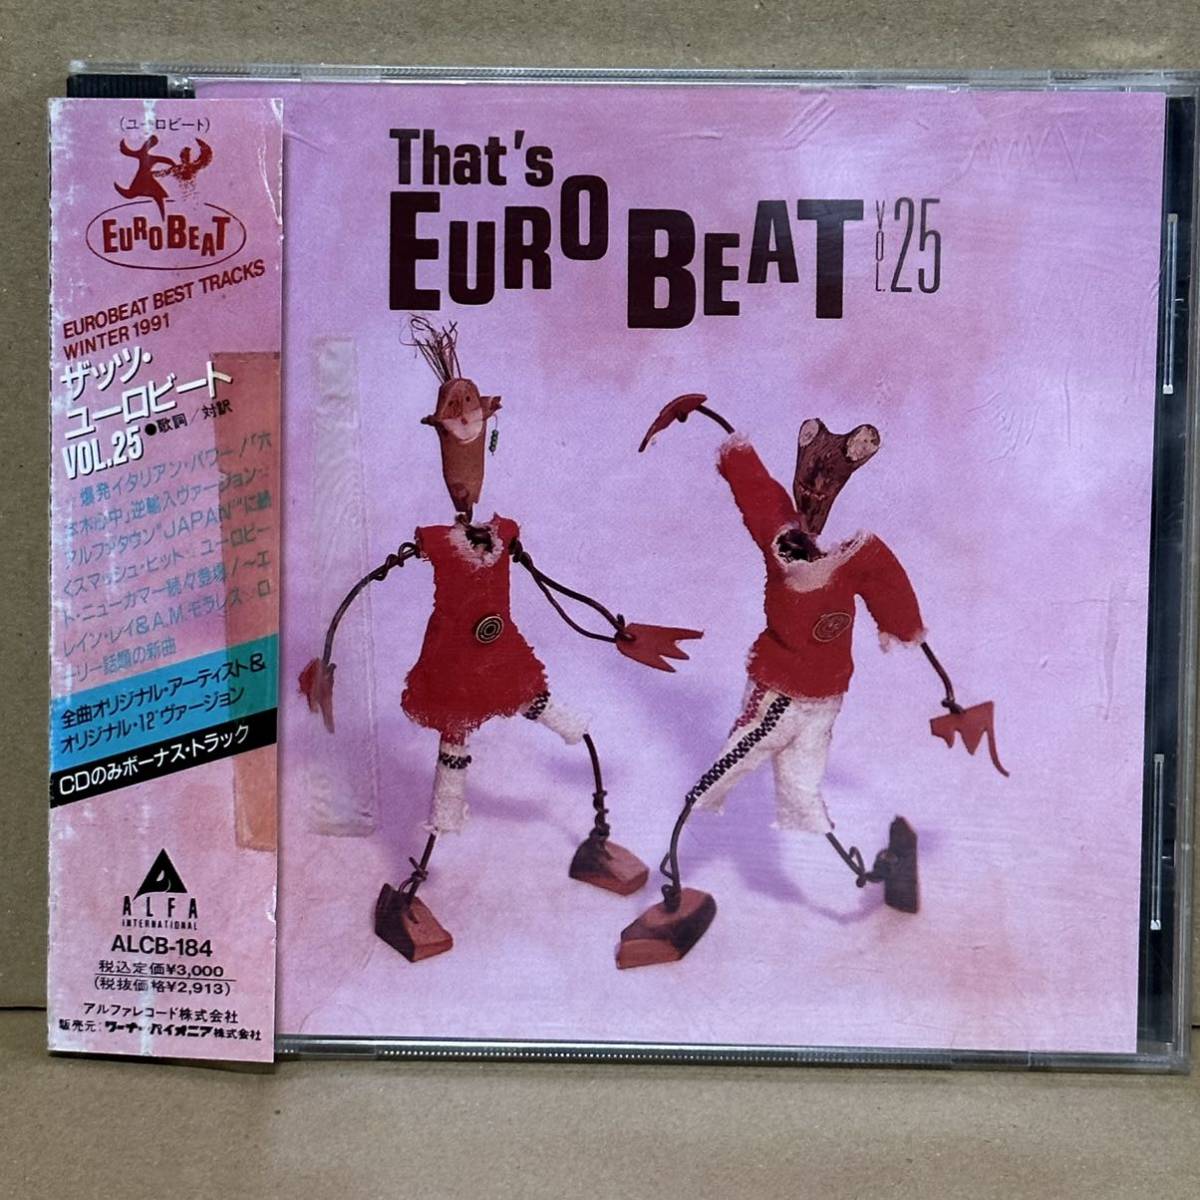 (ユーロビート)
EUROBEAT
EUROBEAT BEST TRACKS
WINTER 1991
ザッツ・
ユーロビート
VOL.25 ●歌詞/対訳
爆発イタリアン・パワー/「六
本木心中」逆輸入ヴァージョン☆
アルファタウン"JAPAN"に続
くスマッシュ・ヒット☆ユーロビー
ト・ニューカマー続々登場/〜エ
レイン・レイ&A.M.モラレス☆ロ
ーリー話題の新曲
全曲オリジナル・アーティスト&
オリジナル・12"ヴァージョン
CDのみボーナス・トラック
ALFA
INTERNATIONAL
ALCB-184
税込定価¥3,000
(税抜価格¥2,913)
アルファレコード株式会社
販売元:ワーナー・パイオニア株式会社
That's
EURO BEAT VOL.25